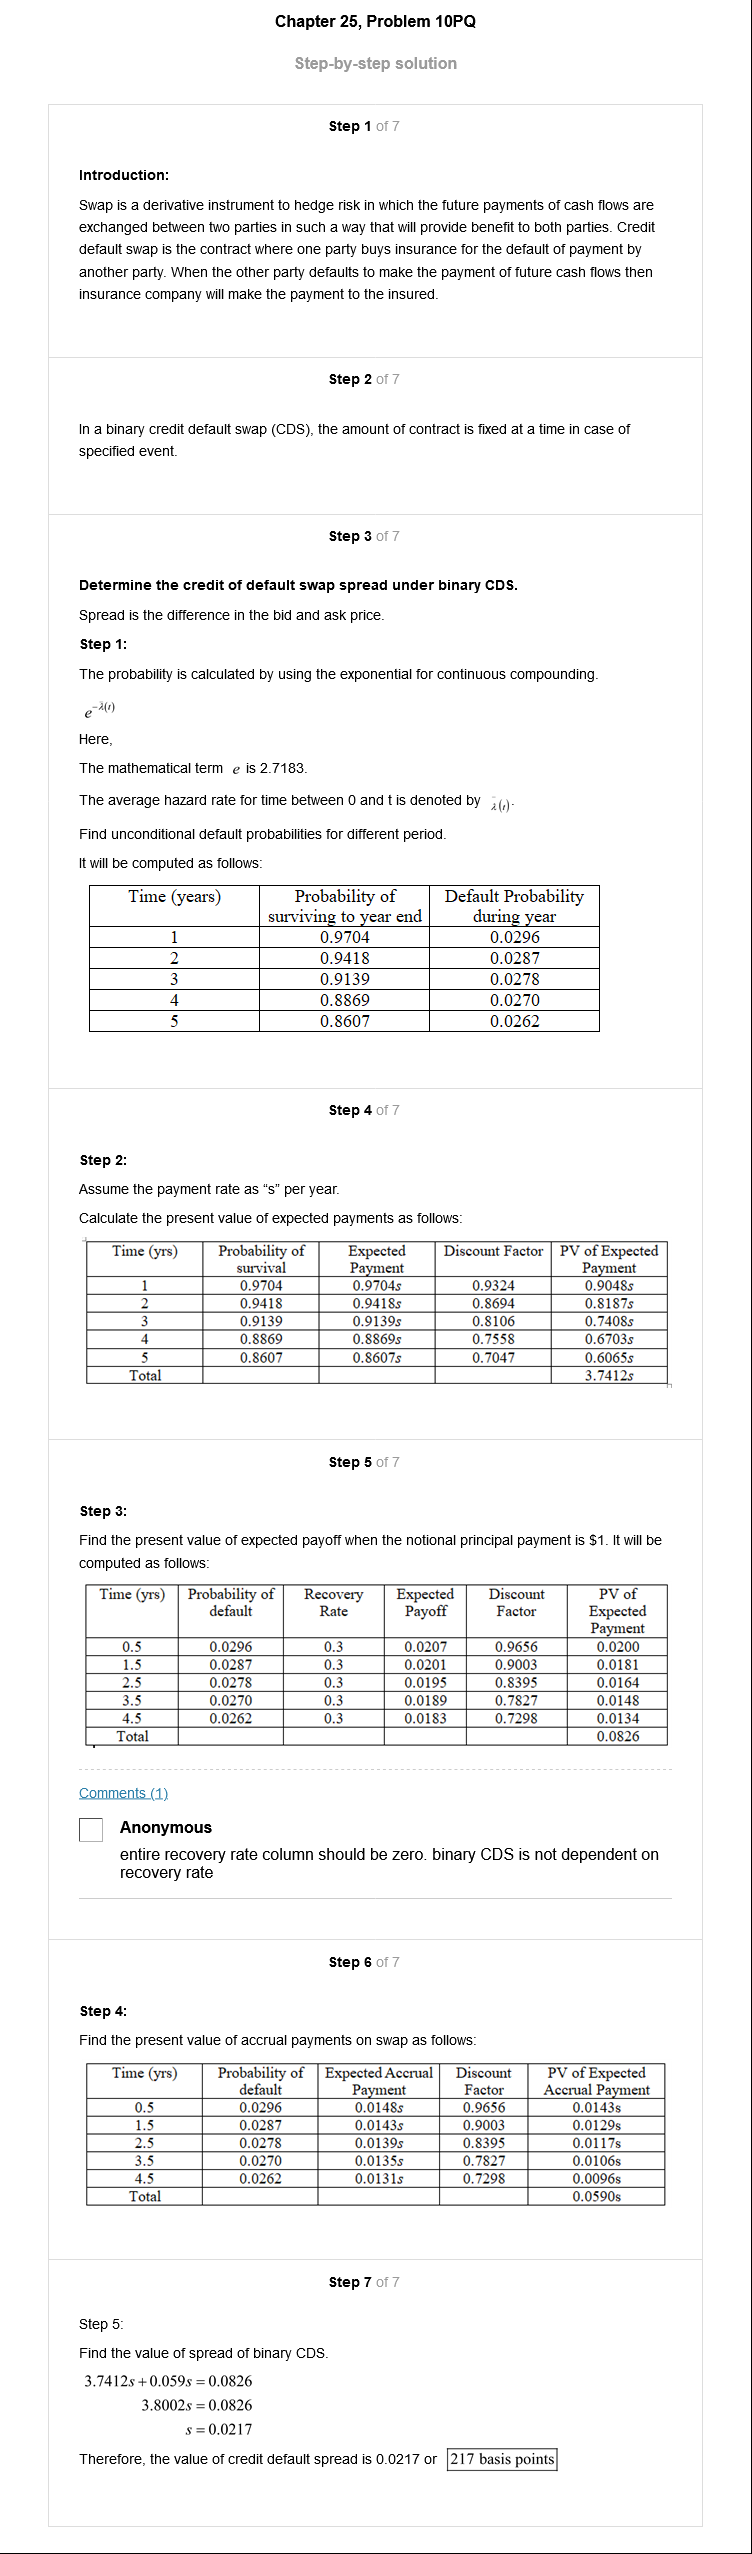 Chapter 25, Problem 10PQ
Step-by-step solution
Step 1 of 7
Introduction:
Swap is a derivative instrument to hedge risk in which the future payments of cash flows are
exchanged between two parties in such a way that will provide benefit to both parties. Credit
default swap is the contract where one party buys insurance for the default of payment by
another party. When the other party defaults to make the payment of future cash flows then
insurance company will make the payment to the insured.
Step 2 of 7
In a binary credit default swap (CDS), the amount of contract is fixed at a time in case of
specified event.
Step 3 of 7
Determine the credit of default swap spread under binary CDS.
Spread is the difference in the bid and ask price.
Step 1:
The probability is calculated by using the exponential for continuous compounding.
e^{-λ̄(t)}
Here,
The mathematical term e is 2.7183.
The average hazard rate for time between 0 and t is denoted by λ̄(t).
Find unconditional default probabilities for different period.
It will be computed as follows:
Time (years) Probability of surviving to year end Default Probability during year
1 0.9704 0.0296
2 0.9418 0.0287
3 0.9139 0.0278
4 0.8869 0.0270
5 0.8607 0.0262
Step 4 of 7
Step 2:
Assume the payment rate as “s” per year.
Calculate the present value of expected payments as follows:
Time (yrs) Probability of survival Expected Payment Discount Factor PV of Expected Payment
1 0.9704 0.9704s 0.9324 0.9048s
2 0.9418 0.9418s 0.8694 0.8187s
3 0.9139 0.9139s 0.8106 0.7408s
4 0.8869 0.8869s 0.7558 0.6703s
5 0.8607 0.8607s 0.7047 0.6065s
Total 3.7412s
Step 5 of 7
Step 3:
Find the present value of expected payoff when the notional principal payment is $1. It will be
computed as follows:
Time (yrs) Probability of default Recovery Rate Expected Payoff Discount Factor PV of Expected Payment
0.5 0.0296 0.3 0.0207 0.9656 0.0200
1.5 0.0287 0.3 0.0201 0.9003 0.0181
2.5 0.0278 0.3 0.0195 0.8395 0.0164
3.5 0.0270 0.3 0.0189 0.7827 0.0148
4.5 0.0262 0.3 0.0183 0.7298 0.0134
Total 0.0826
Comments (1)
Anonymous
entire recovery rate column should be zero. binary CDS is not dependent on
recovery rate
Step 6 of 7
Step 4:
Find the present value of accrual payments on swap as follows:
Time (yrs) Probability of default Expected Accrual Payment Discount Factor PV of Expected Accrual Payment
0.5 0.0296 0.0148s 0.9656 0.0143s
1.5 0.0287 0.0143s 0.9003 0.0129s
2.5 0.0278 0.0139s 0.8395 0.0117s
3.5 0.0270 0.0135s 0.7827 0.0106s
4.5 0.0262 0.0131s 0.7298 0.0096s
Total 0.0590s
Step 7 of 7
Step 5:
Find the value of spread of binary CDS.
3.7412s + 0.059s = 0.0826
3.8002s = 0.0826
s = 0.0217
Therefore, the value of credit default spread is 0.0217 or 217 basis points